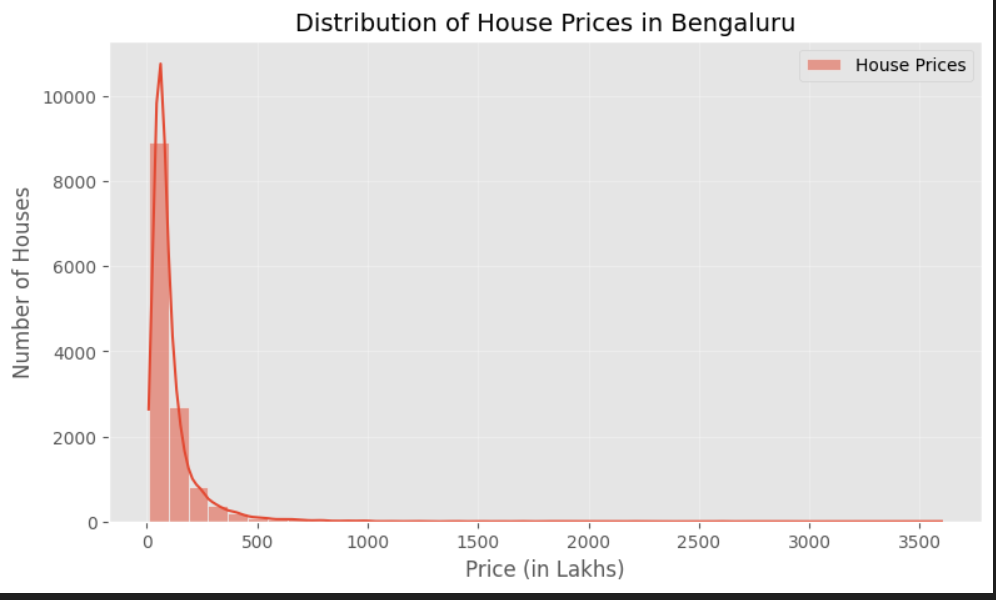 Distribution of House Prices in Bengaluru
House Prices
10000
8000
6000
4000
2000
0
Number of Houses
0 500 1000 1500 2000 2500 3000 3500
Price (in Lakhs)